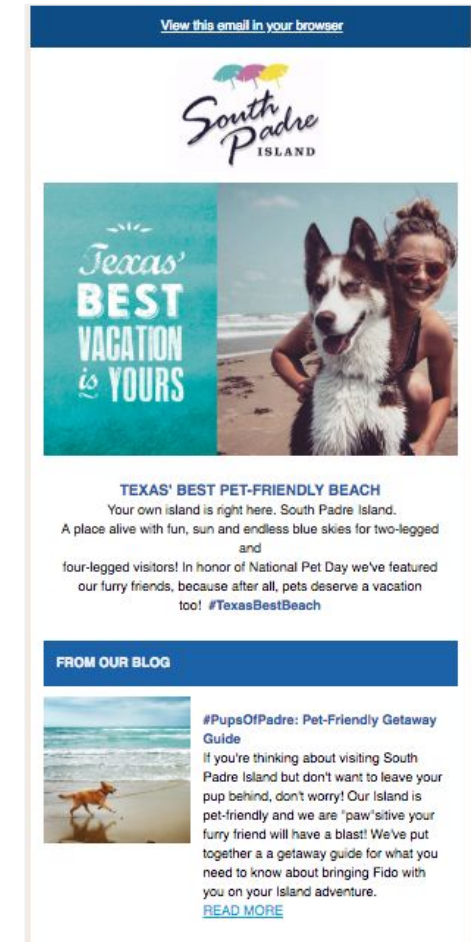 View this email in your browser
South
Padre
ISLAND
Texas'
BEST
VACATION
is YOURS
TEXAS' BEST PET-FRIENDLY BEACH
Your own island is right here. South Padre Island.
A place alive with fun, sun and endless blue skies for two-legged
and
four-legged visitors! In honor of National Pet Day we've featured
our furry friends, because after all, pets deserve a vacation
too! #TexasBestBeach
FROM OUR BLOG
#PupsOfPadre: Pet-Friendly Getaway
Guide
If you're thinking about visiting South
Padre Island but don't want to leave your
pup behind, don't worry! Our Island is
pet-friendly and we are "paw"sitive your
furry friend will have a blast! We've put
together a a getaway guide for what you
need to know about bringing Fido with
you on your Island adventure.
READ MORE